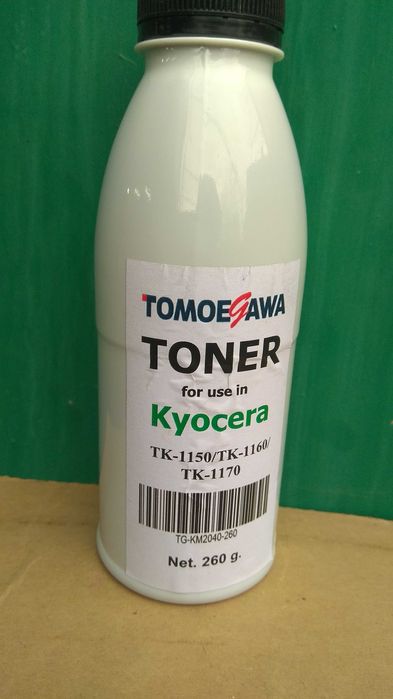 TOMOEGAWA
TONER
for use in
Kyocera
TK-1150/TK-1160/
TK-1170
TG-KM2040-260
Net. 260 g.